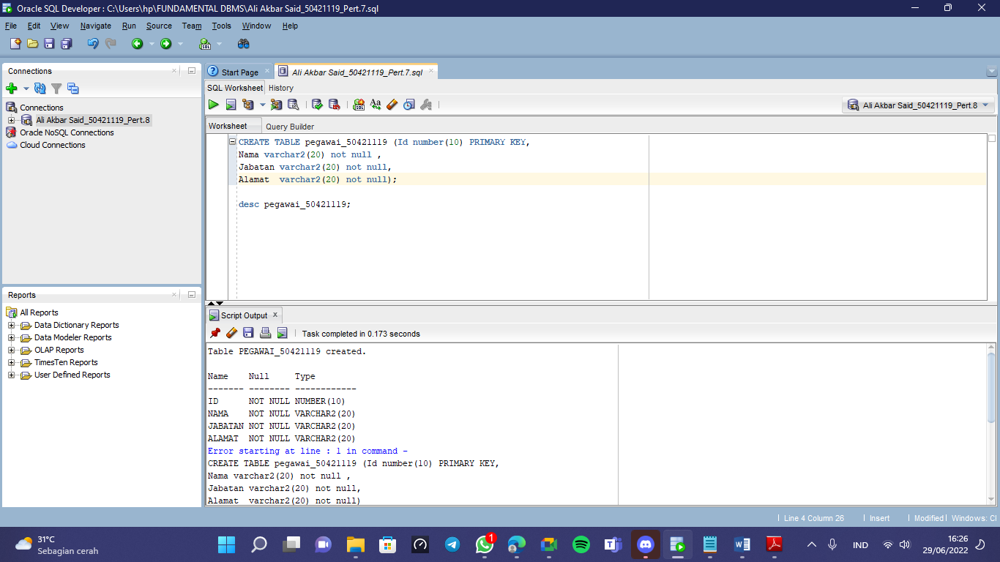 Oracle SQL Developer : C:\Users\hp\FUNDAMENTAL DBMS\Ali Akbar Said_50421119_Pert.7.sql
File Edit View Navigate Run Source Team Tools Window Help
Connections
Connections
Ali Akbar Said_50421119_Pert.8
Oracle NoSQL Connections
Cloud Connections
Reports
All Reports
Data Dictionary Reports
Data Modeler Reports
OLAP Reports
TimesTen Reports
User Defined Reports
Start Page
Ali Akbar Said_50421119_Pert.7.sql
SQL Worksheet History
Ali Akbar Said_50421119_Pert.8
Worksheet Query Builder
CREATE TABLE pegawai_50421119 (Id number(10) PRIMARY KEY,
Nama varchar2(20) not null ,
Jabatan varchar2(20) not null,
Alamat  varchar2(20) not null);
desc pegawai_50421119;
Script Output
Task completed in 0.173 seconds
Table PEGAWAI_50421119 created.
Name    Null     Type
------- -------- ------------
ID      NOT NULL NUMBER(10)
NAMA    NOT NULL VARCHAR2(20)
JABATAN NOT NULL VARCHAR2(20)
ALAMAT  NOT NULL VARCHAR2(20)
Error starting at line : 1 in command -
CREATE TABLE pegawai_50421119 (Id number(10) PRIMARY KEY,
Nama varchar2(20) not null ,
Jabatan varchar2(20) not null,
Alamat  varchar2(20) not null)
Line 4 Column 26 Insert Modified Windows: Cl
31°C
Sebagian cerah
1
IND
16:26
29/06/2022